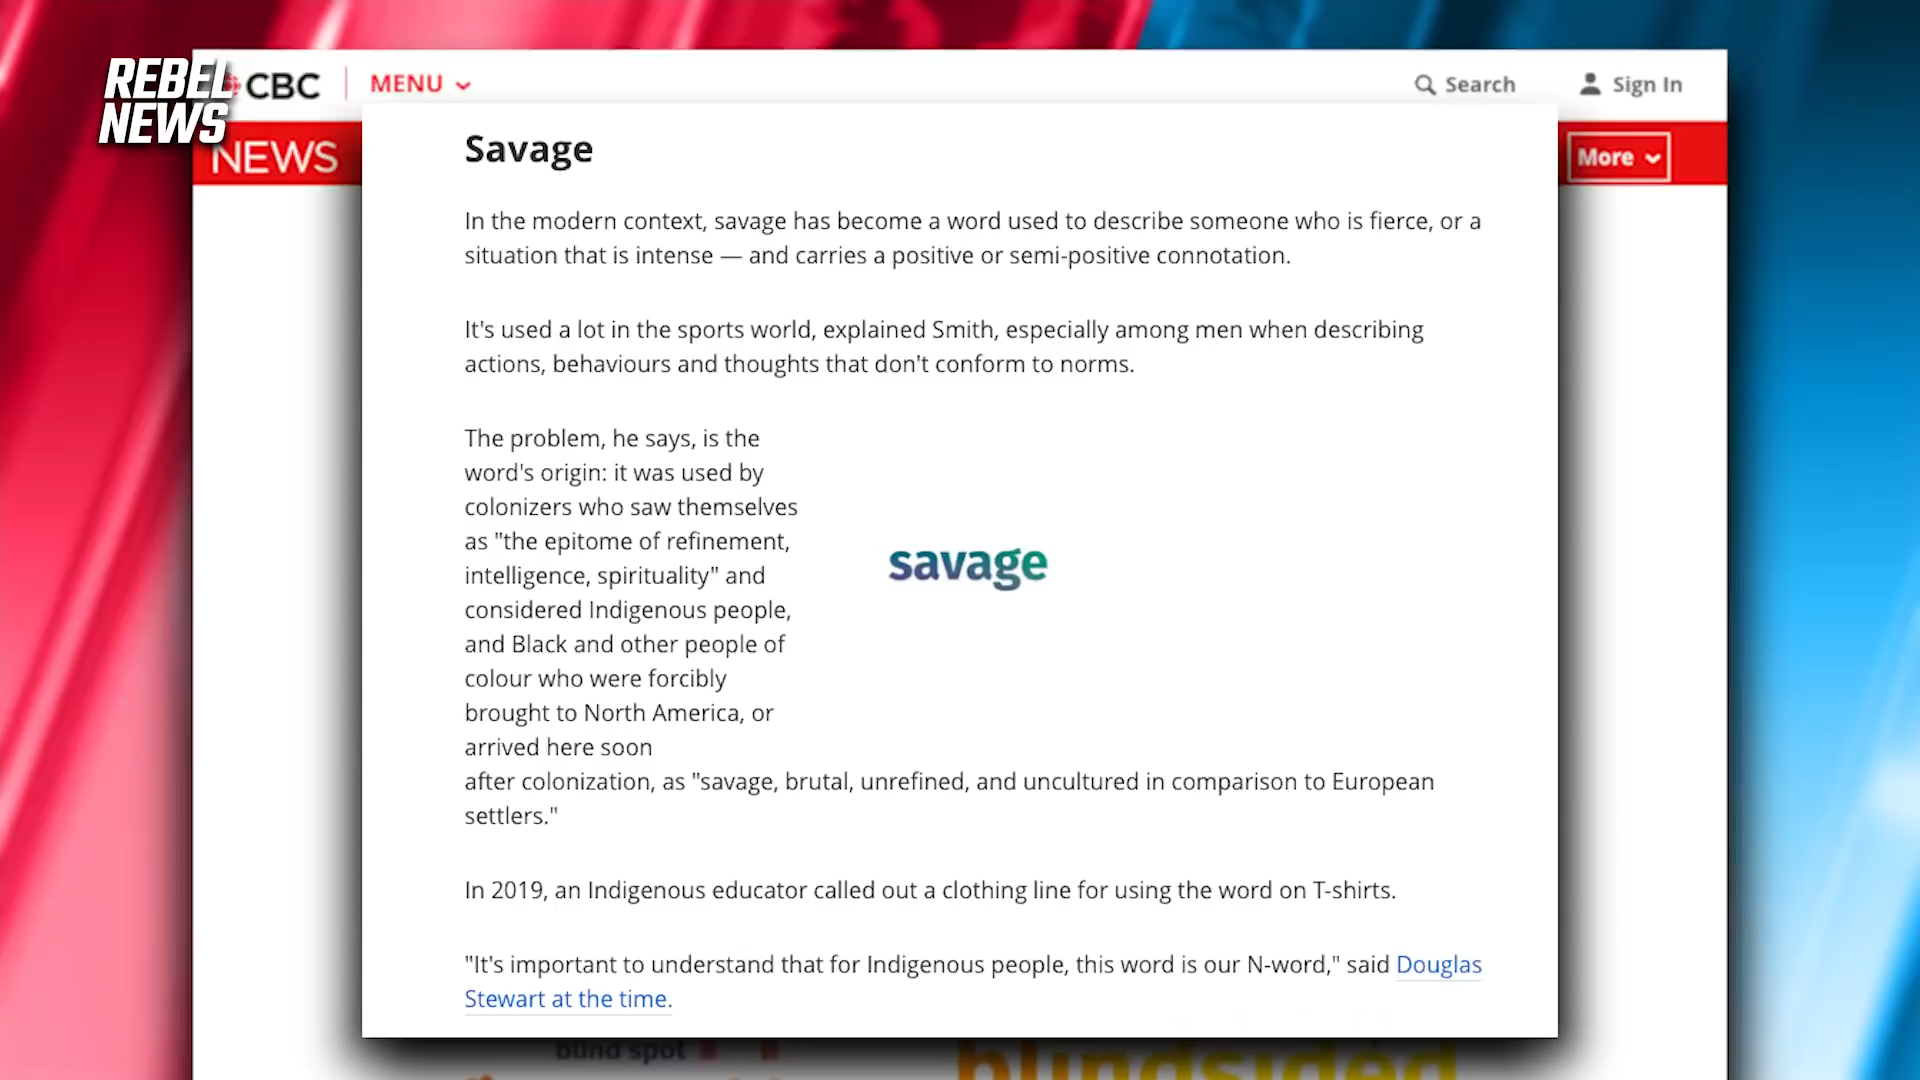 REBEL
NEWS
CBC
MENU
Search
Sign In
NEWS
More
Savage
In the modern context, savage has become a word used to describe someone who is fierce, or a
situation that is intense — and carries a positive or semi-positive connotation.
It's used a lot in the sports world, explained Smith, especially among men when describing
actions, behaviours and thoughts that don't conform to norms.
The problem, he says, is the
word's origin: it was used by
colonizers who saw themselves
as "the epitome of refinement,
intelligence, spirituality" and
considered Indigenous people,
and Black and other people of
colour who were forcibly
brought to North America, or
arrived here soon
after colonization, as "savage, brutal, unrefined, and uncultured in comparison to European
settlers."
savage
In 2019, an Indigenous educator called out a clothing line for using the word on T-shirts.
"It's important to understand that for Indigenous people, this word is our N-word," said Douglas
Stewart at the time.
blind spot
blindsided